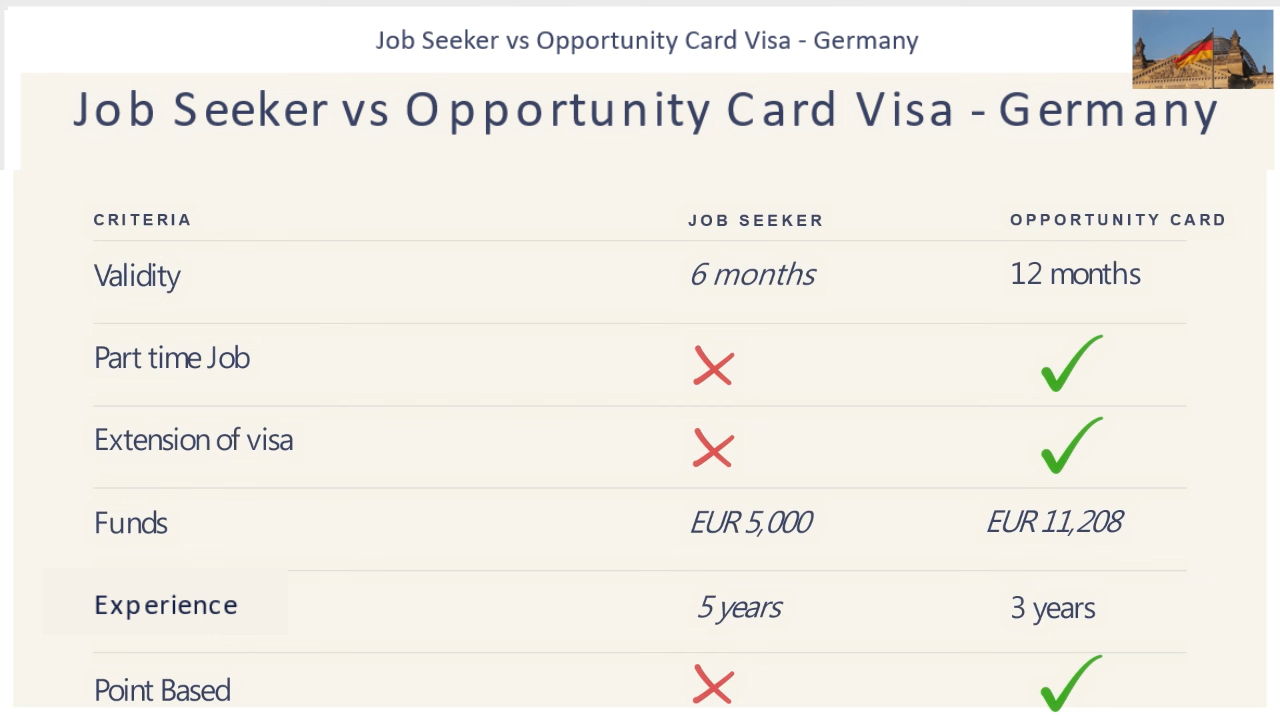 Job Seeker vs Opportunity Card Visa - Germany
Job Seeker vs Opportunity Card Visa - Germany
CRITERIA JOB SEEKER OPPORTUNITY CARD
Validity 6 months 12 months
Part time Job
Extension of visa
Funds EUR 5,000 EUR 11,208
Experience 5 years 3 years
Point Based